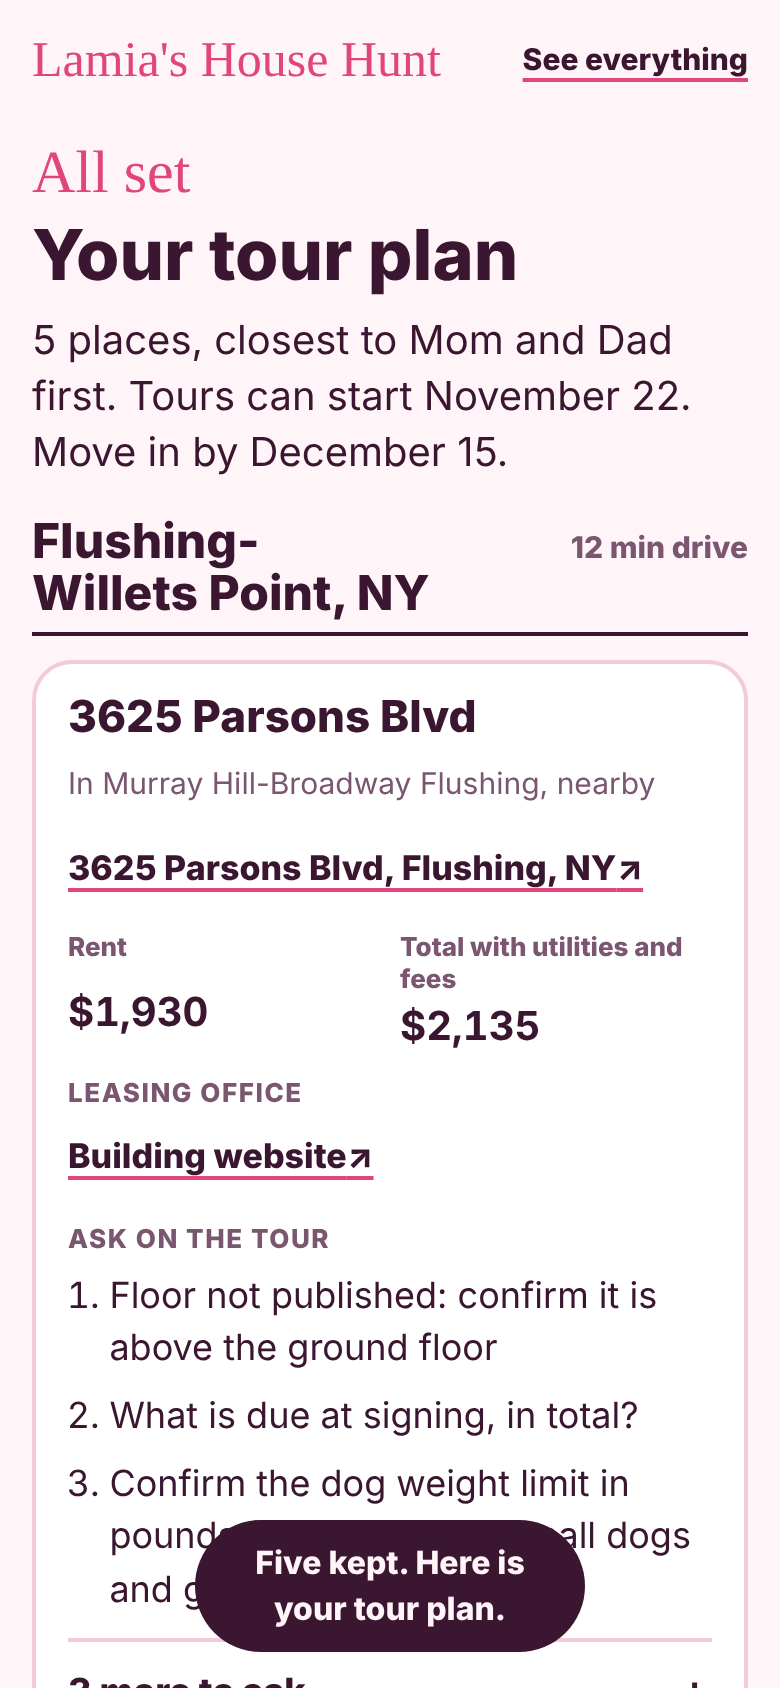 Lamia's House Hunt
See everything
All set
Your tour plan
5 places, closest to Mom and Dad
first. Tours can start November 22.
Move in by December 15.
Flushing-
Willets Point, NY
12 min drive
3625 Parsons Blvd
In Murray Hill-Broadway Flushing, nearby
3625 Parsons Blvd, Flushing, NY↗
Rent
$1,930
Total with utilities and
fees
$2,135
LEASING OFFICE
Building website↗
ASK ON THE TOUR
1. Floor not published: confirm it is
above the ground floor
2. What is due at signing, in total?
3. Confirm the dog weight limit in
dogs
and
Five kept. Here is
your tour plan.
more to ask